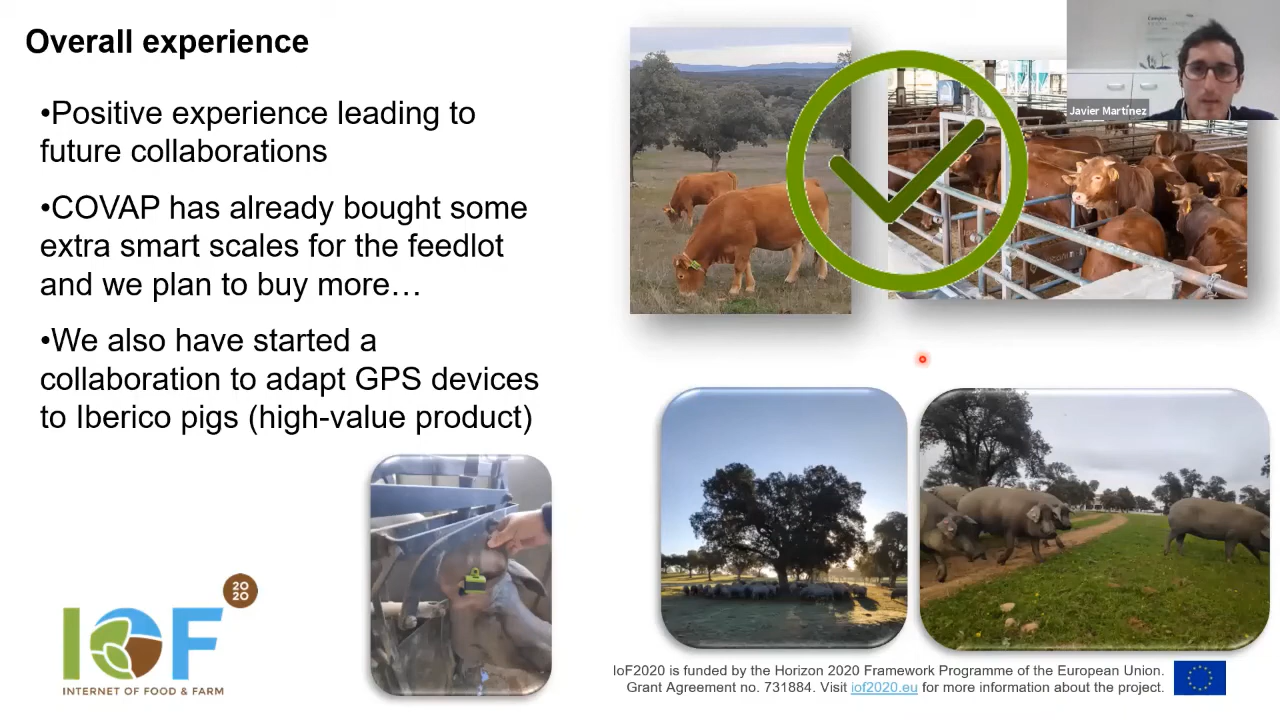 Overall experience
•Positive experience leading to
future collaborations
•COVAP has already bought some
extra smart scales for the feedlot
and we plan to buy more…
•We also have started a
collaboration to adapt GPS devices
to Iberico pigs (high-value product)
Javier Martínez
20
20
IOF
INTERNET OF FOOD & FARM
IoF2020 is funded by the Horizon 2020 Framework Programme of the European Union.
Grant Agreement no. 731884. Visit iof2020.eu for more information about the project.